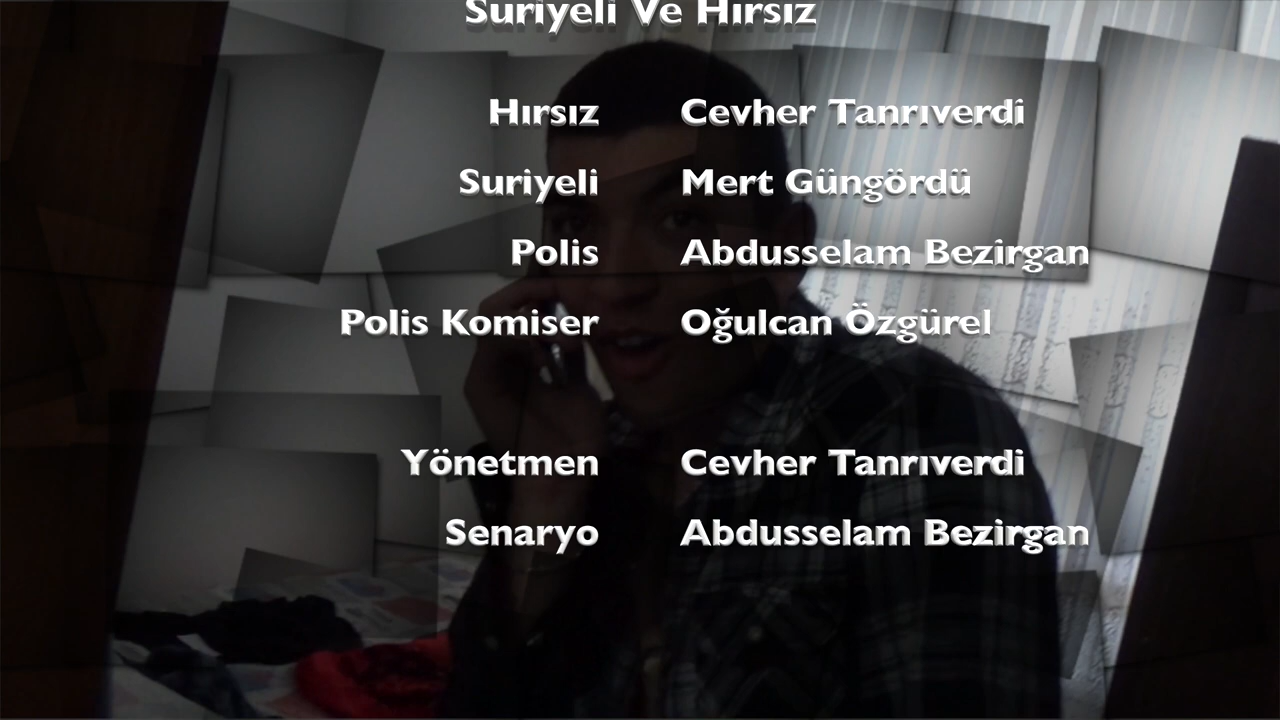 Suriyeli Ve Hırsız
Hırsız Cevher Tanrıverdi
Suriyeli Mert Güngördü
Polis Abdusselam Bezirgan
Polis Komiser Oğulcan Özgürel
Yönetmen Cevher Tanrıverdi
Senaryo Abdusselam Bezirgan